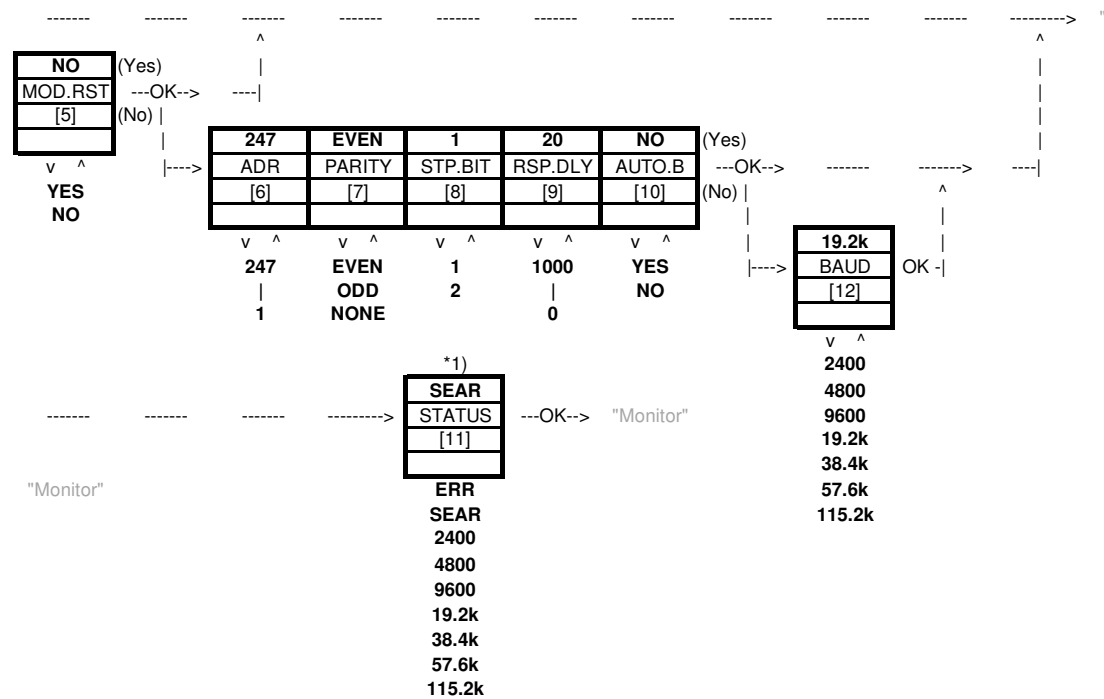 ------- ------- ------- ------- ------- ------- ------- ------- ------- ------- ---------> "
^ ^
NO (Yes) | |
MOD.RST ---OK--> ----| |
[5] (No) | |
| 247 EVEN 1 20 NO (Yes) |
v ^ |----> ADR PARITY STP.BIT RSP.DLY AUTO.B ---OK--> ------- -------> ----|
YES [6] [7] [8] [9] [10] (No) | ^
NO | |
v ^ v ^ v ^ v ^ v ^ | 19.2k |
247 EVEN 1 1000 YES |----> BAUD OK -|
| ODD 2 | NO [12]
1 NONE 0
v ^
*1) 2400
SEAR 4800
------- ------- ------- ---------> STATUS ---OK--> "Monitor" 9600
[11] 19.2k
38.4k
"Monitor" ERR 57.6k
SEAR 115.2k
2400
4800
9600
19.2k
38.4k
57.6k
115.2k